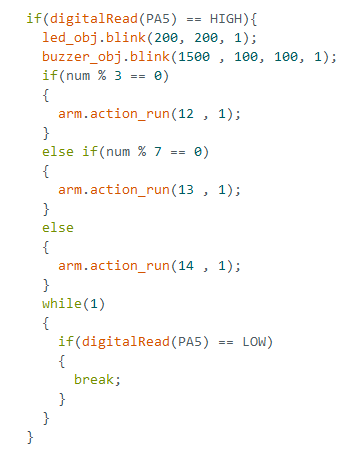 if(digitalRead(PA5) == HIGH){
  led_obj.blink(200, 200, 1);
  buzzer_obj.blink(1500 , 100, 100, 1);
  if(num % 3 == 0)
  {
    arm.action_run(12 , 1);
  }
  else if(num % 7 == 0)
  {
    arm.action_run(13 , 1);
  }
  else
  {
    arm.action_run(14 , 1);
  }
  while(1)
  {
    if(digitalRead(PA5) == LOW)
    {
      break;
    }
  }
}